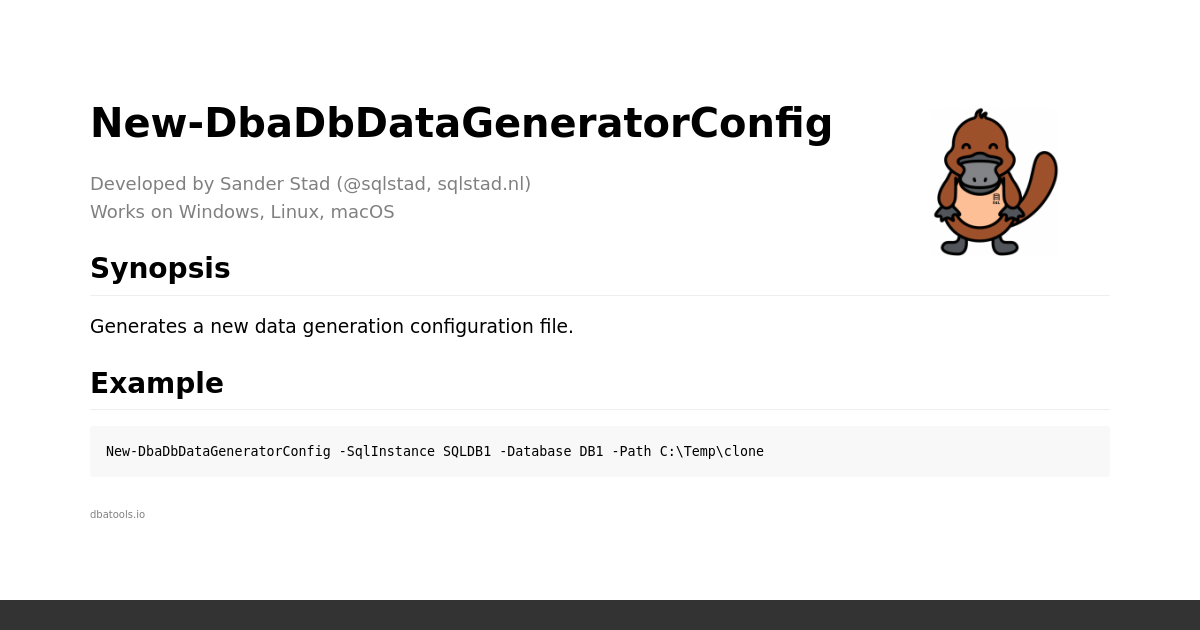 New-DbaDbDataGeneratorConfig
Developed by Sander Stad (@sqlstad, sqlstad.nl)
Works on Windows, Linux, macOS
Synopsis
Generates a new data generation configuration file.
Example
New-DbaDbDataGeneratorConfig -SqlInstance SQLDB1 -Database DB1 -Path C:\Temp\clone
dbatools.io